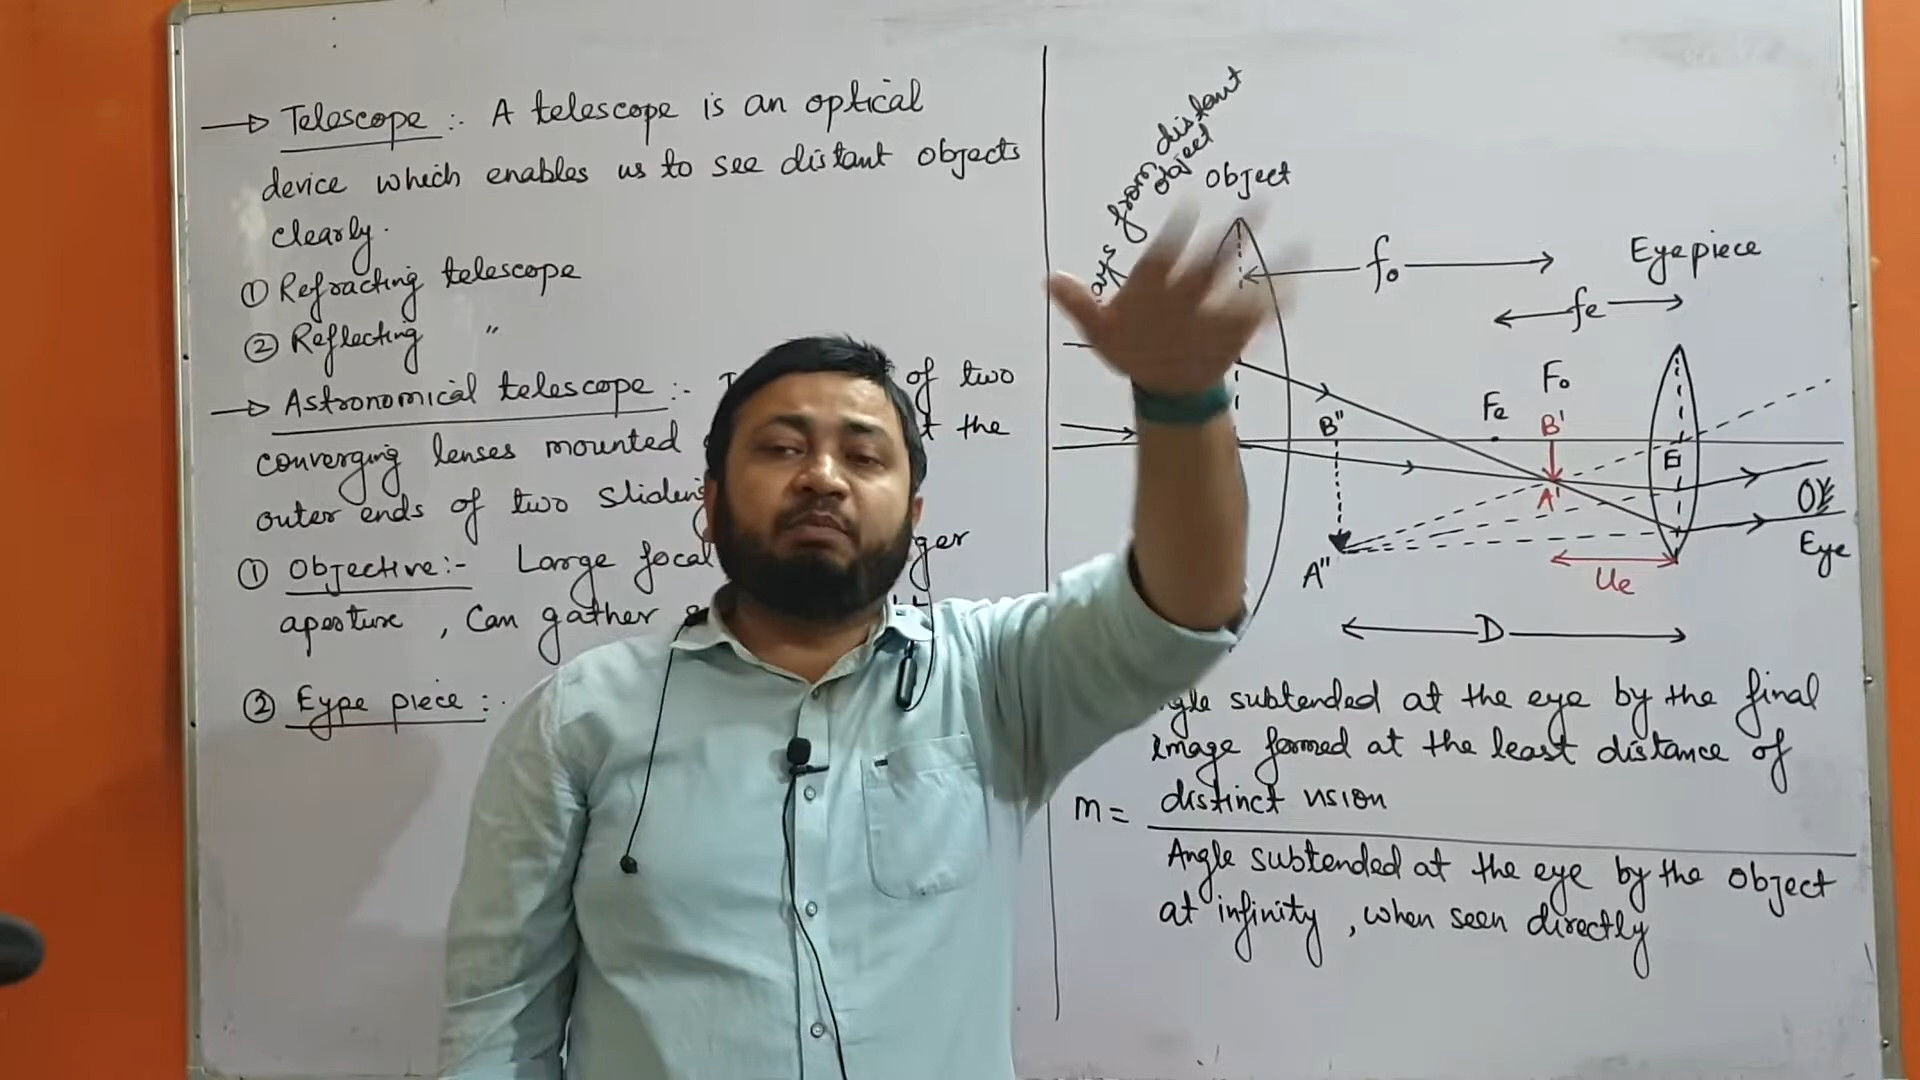 → Telescope :- A telescope is an optical
device which enables us to see distant objects
clearly.
① Refracting telescope
② Reflecting "
→ Astronomical telescope :- of two
converging lenses mounted the
outer ends of two sliding
① Objective :- Large focal
aperture, Can gather
② Eype piece :-
from distant
object
Object
fo
Eyepiece
fe
Fo
Fe
B"
B'
E
A'
A"
Ue
Eye
D
subtended at the eye by the final
image formed at the least distance of
distinct vision
m =
Angle subtended at the eye by the object
at infinity, when seen directly